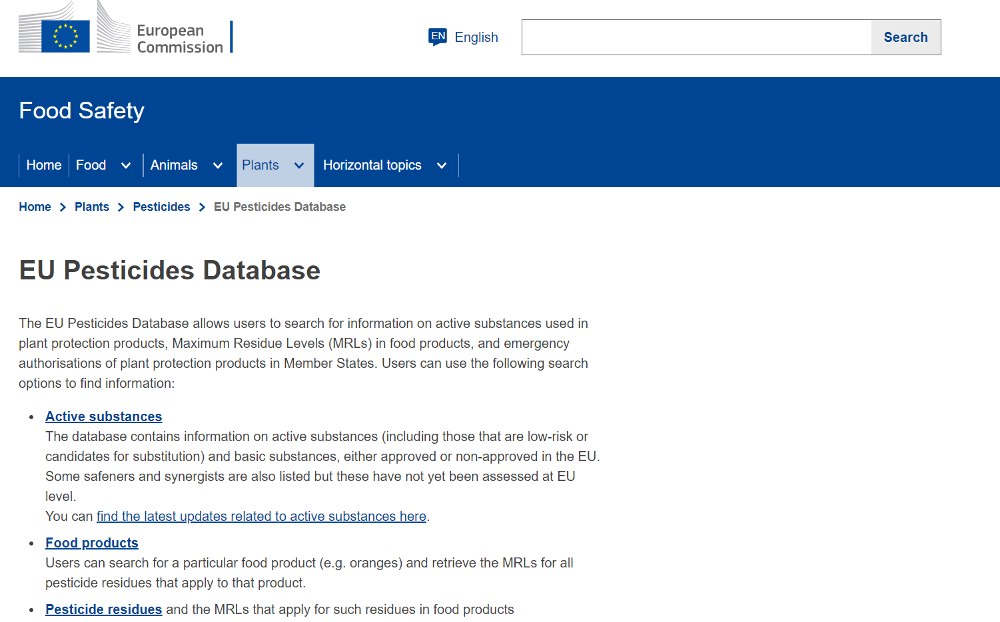 European
Commission
EN English
Search
Food Safety
Home Food Animals Plants Horizontal topics
Home > Plants > Pesticides > EU Pesticides Database
EU Pesticides Database
The EU Pesticides Database allows users to search for information on active substances used in
plant protection products, Maximum Residue Levels (MRLs) in food products, and emergency
authorisations of plant protection products in Member States. Users can use the following search
options to find information:
• Active substances
The database contains information on active substances (including those that are low-risk or
candidates for substitution) and basic substances, either approved or non-approved in the EU.
Some safeners and synergists are also listed but these have not yet been assessed at EU
level.
You can find the latest updates related to active substances here.
• Food products
Users can search for a particular food product (e.g. oranges) and retrieve the MRLs for all
pesticide residues that apply to that product.
• Pesticide residues and the MRLs that apply for such residues in food products